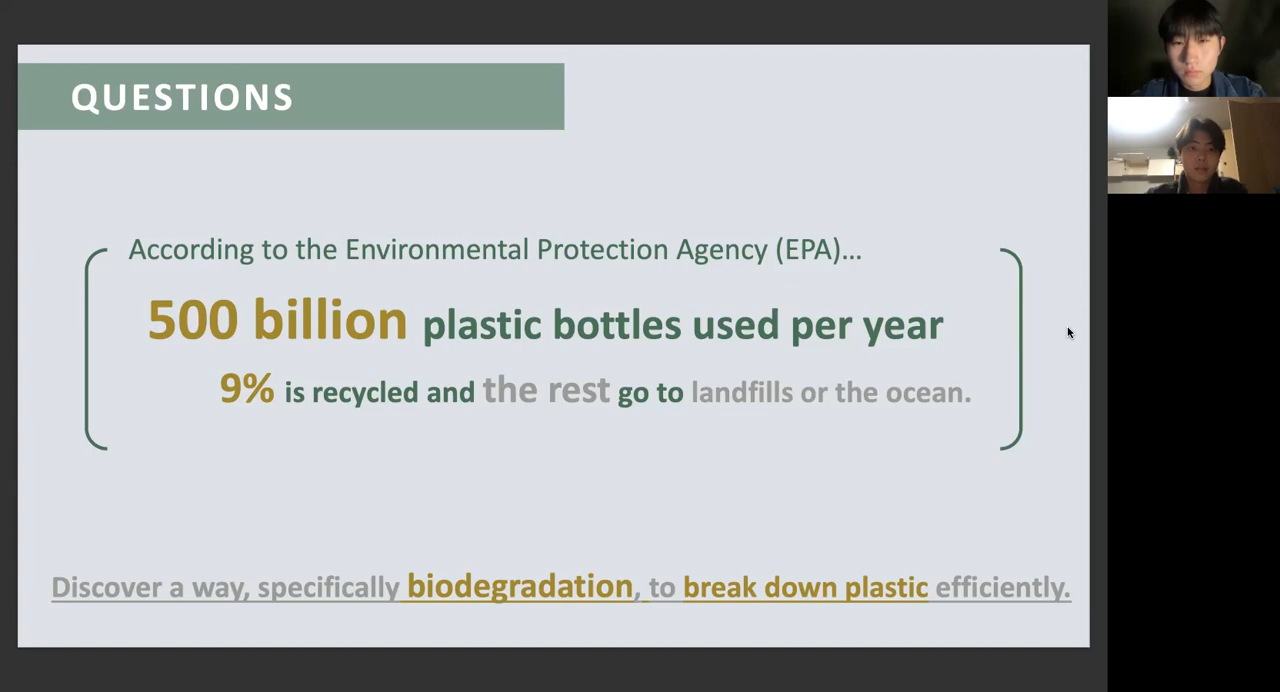 QUESTIONS
According to the Environmental Protection Agency (EPA)...
500 billion plastic bottles used per year
9% is recycled and the rest go to landfills or the ocean.
Discover a way, specifically biodegradation, to break down plastic efficiently.